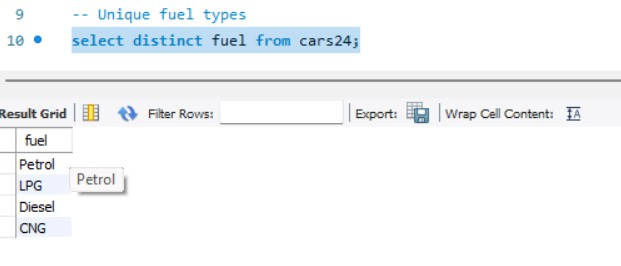 9 -- Unique fuel types
10 select distinct fuel from cars24;
Result Grid Filter Rows: Export: Wrap Cell Content: IA
fuel
Petrol
Petrol
LPG
Diesel
CNG